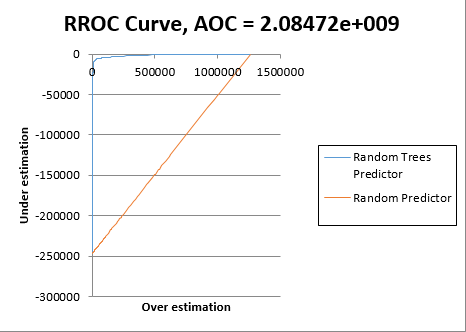 RROC Curve, AOC = 2.08472e+009
0
0 500000 1000000 1500000
-50000
-100000
-150000
-200000
-250000
-300000
Under estimation
Over estimation
Random Trees
Predictor
Random Predictor